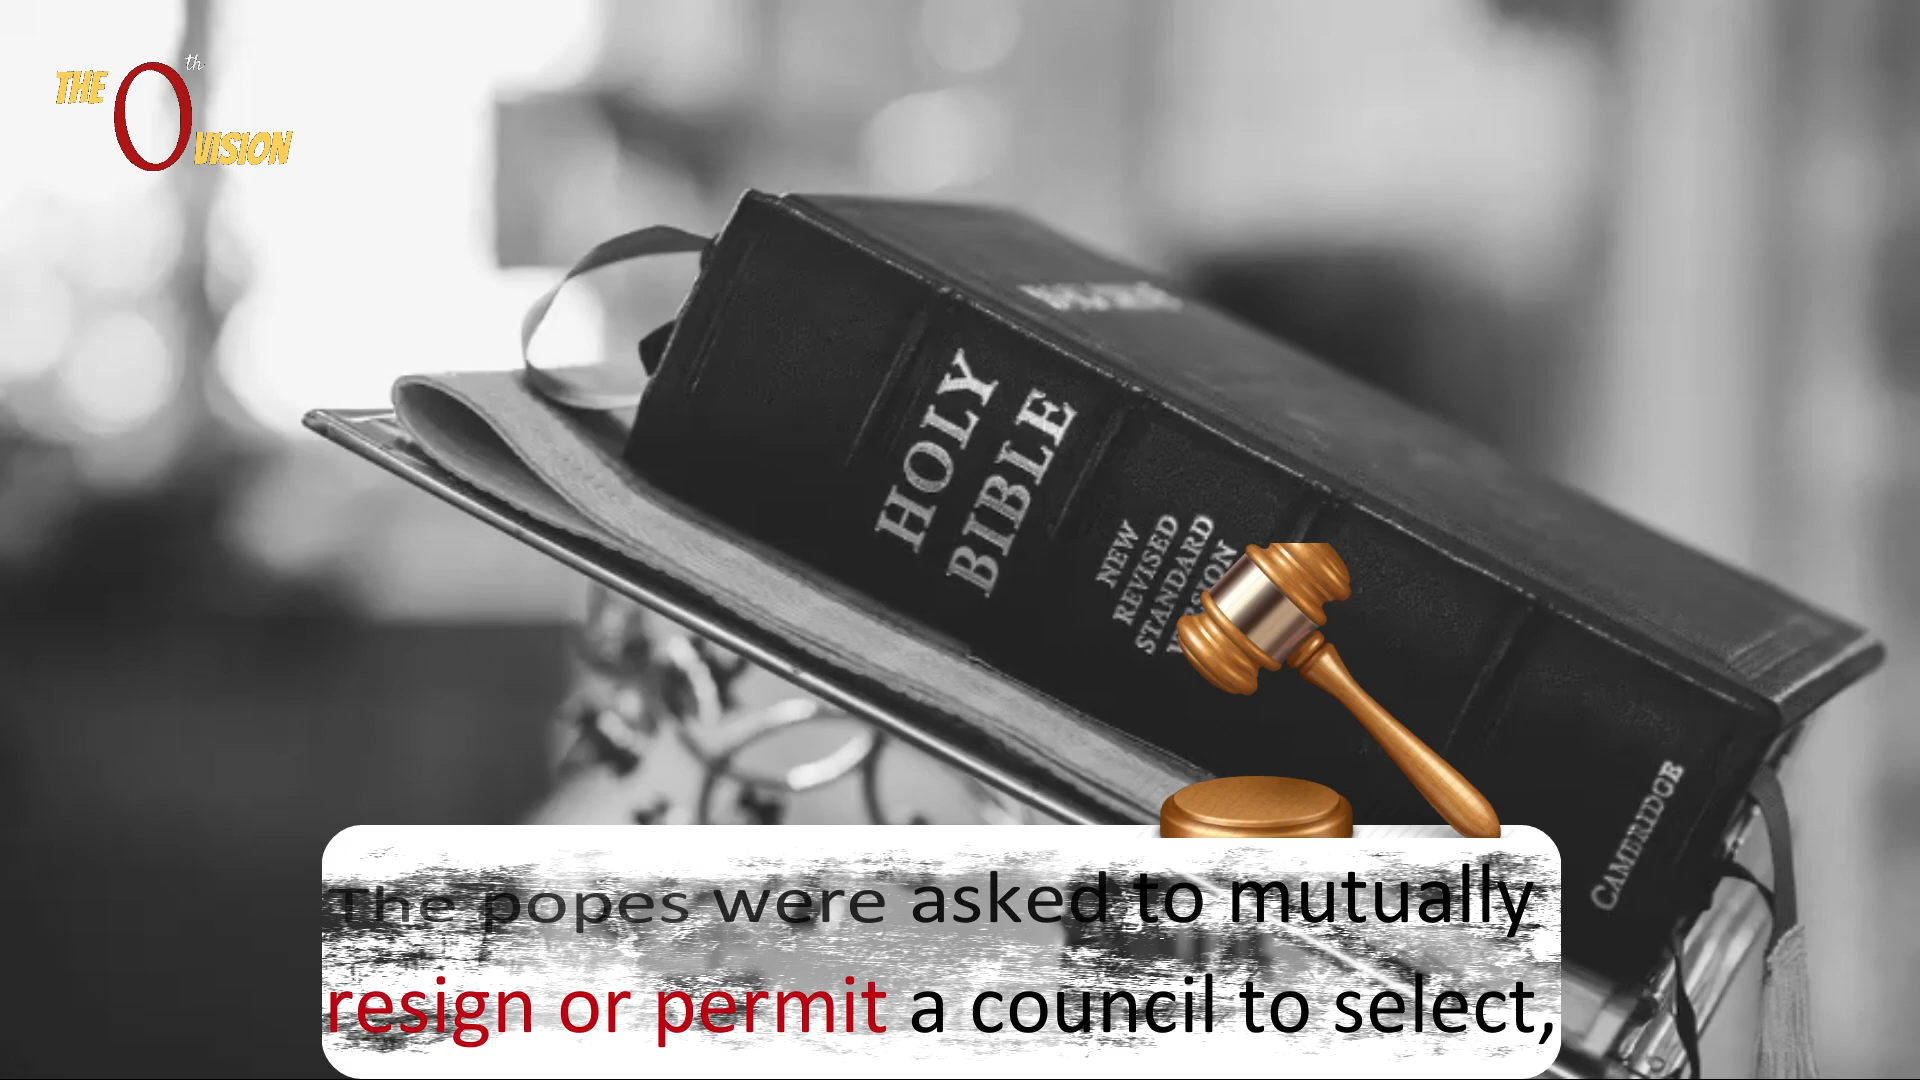 THE 0th VISION
HOLY
BIBLE
NEW
REVISED
STANDARD
CAMBRIDGE
The popes were asked to mutually
resign or permit a council to select,